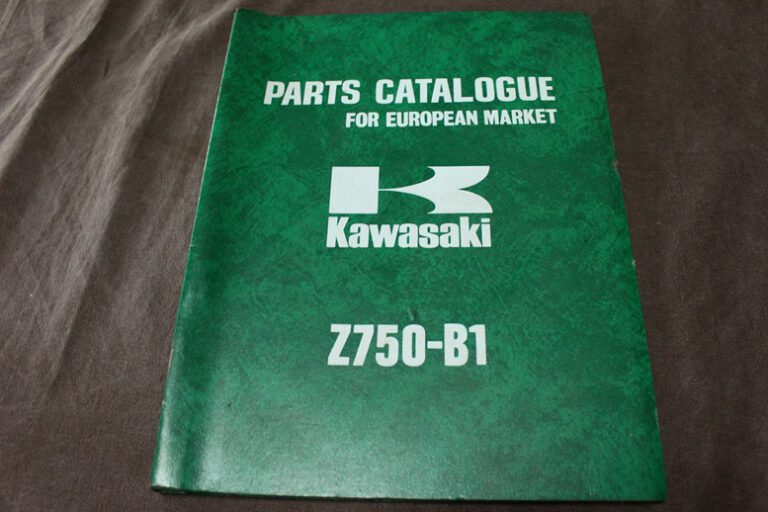 PARTS CATALOGUE
FOR EUROPEAN MARKET
Kawasaki
Z750-B1